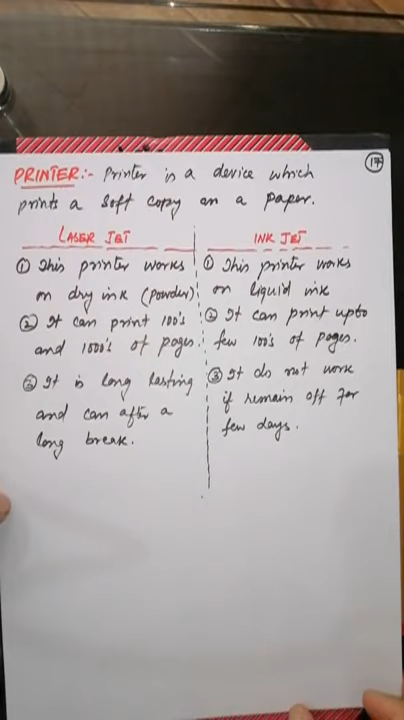 17
PRINTER:- Printer is a device which
prints a soft copy on a paper.
LASER JET
① This printer works
on dry ink (powder)
② It can print 100's
and 1000's of pages.
③ It is long lasting
and can after a
long break.
INK JET
① This printer works
on liquid ink
② It can print upto
few 100's of pages.
③ It do not work
if remain off for
few days.